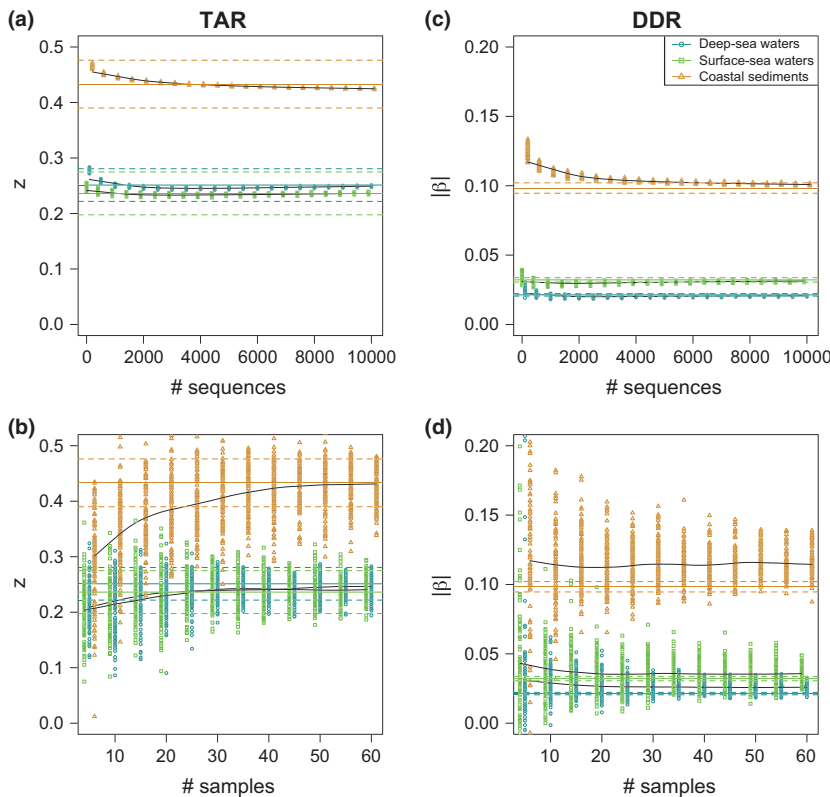 (a) TAR
0.5
0.4
0.3
0.2
0.1
0.0
z
0 2000 4000 6000 8000 10000
# sequences
(c) DDR
0.20
0.15
0.10
0.05
0.00
|β|
Deep-sea waters
Surface-sea waters
Coastal sediments
0 2000 4000 6000 8000 10000
# sequences
(b)
0.5
0.4
0.3
0.2
0.1
0.0
z
10 20 30 40 50 60
# samples
(d)
0.20
0.15
0.10
0.05
0.00
|β|
10 20 30 40 50 60
# samples